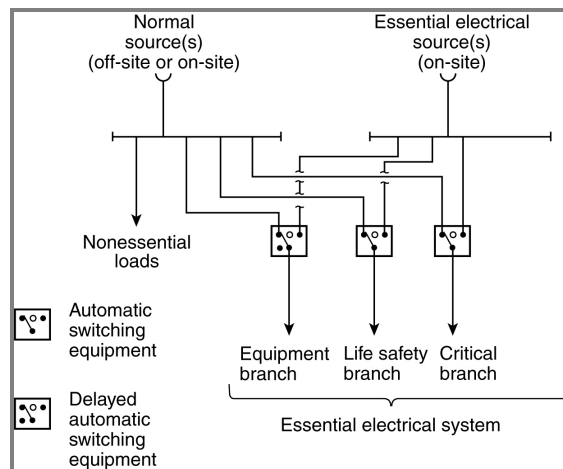 Normal
source(s)
(off-site or on-site)
Essential electrical
source(s)
(on-site)
Nonessential
loads
Automatic
switching
equipment
Delayed
automatic
switching
equipment
Equipment
branch
Life safety
branch
Critical
branch
Essential electrical system